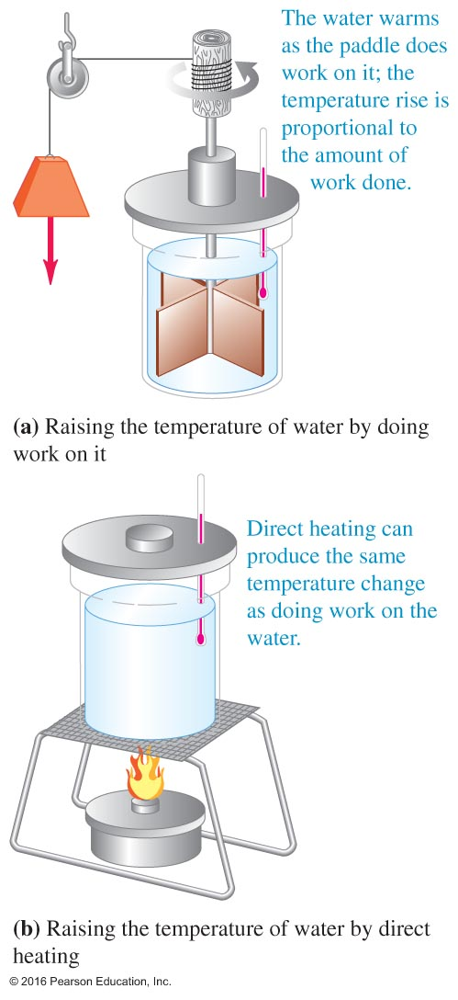 The water warms
as the paddle does
work on it; the
temperature rise is
proportional to
the amount of
work done.
(a) Raising the temperature of water by doing
work on it
Direct heating can
produce the same
temperature change
as doing work on the
water.
(b) Raising the temperature of water by direct
heating
© 2016 Pearson Education, Inc.